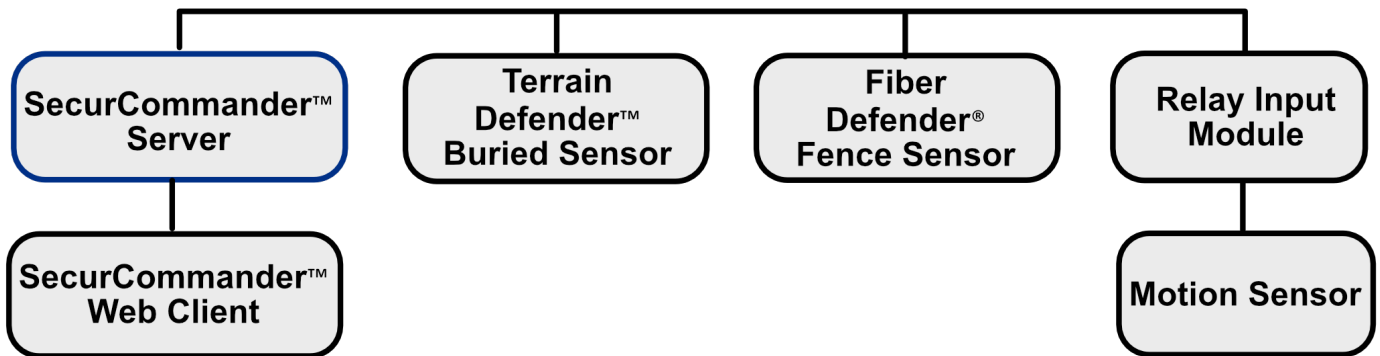 SecurCommander™
Server
Terrain
Defender™
Buried Sensor
Fiber
Defender®
Fence Sensor
Relay Input
Module
SecurCommander™
Web Client
Motion Sensor